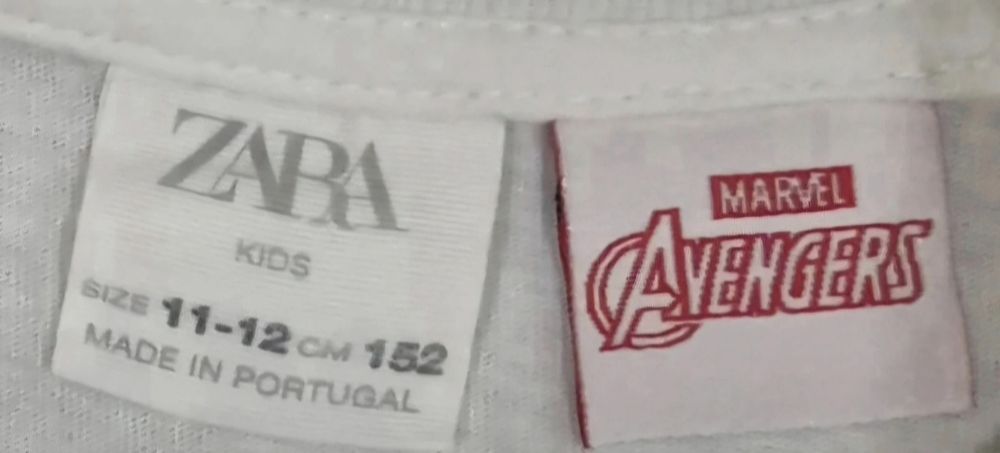 ZARA
KIDS
SIZE 11-12 CM 152
MADE IN PORTUGAL
MARVEL
AVENGERS